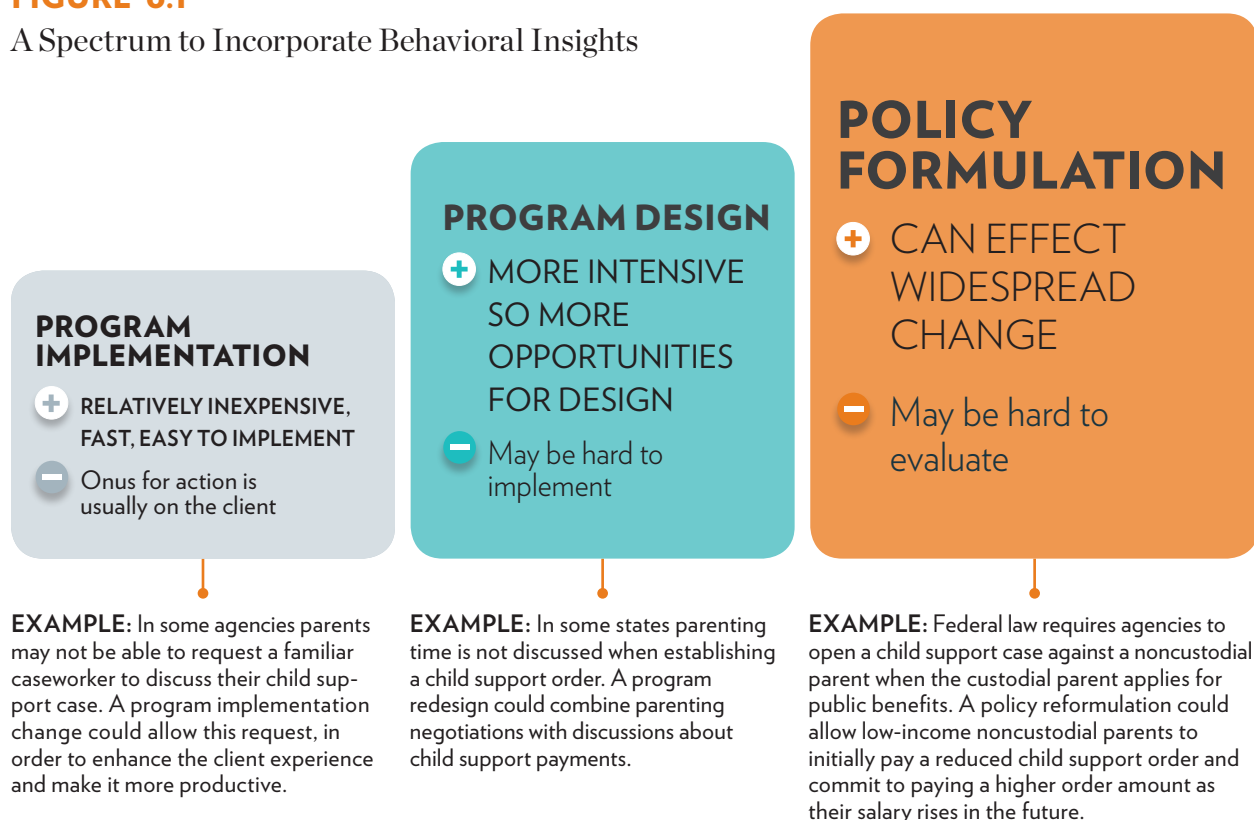 FIGURE 6.1
A Spectrum to Incorporate Behavioral Insights
PROGRAM
IMPLEMENTATION
+ RELATIVELY INEXPENSIVE,
FAST, EASY TO IMPLEMENT
− Onus for action is
usually on the client
EXAMPLE: In some agencies parents
may not be able to request a familiar
caseworker to discuss their child sup-
port case. A program implementation
change could allow this request, in
order to enhance the client experience
and make it more productive.
PROGRAM DESIGN
+ MORE INTENSIVE
SO MORE
OPPORTUNITIES
FOR DESIGN
− May be hard to
implement
EXAMPLE: In some states parenting
time is not discussed when establishing
a child support order. A program
redesign could combine parenting
negotiations with discussions about
child support payments.
POLICY
FORMULATION
+ CAN EFFECT
WIDESPREAD
CHANGE
− May be hard to
evaluate
EXAMPLE: Federal law requires agencies to
open a child support case against a noncustodial
parent when the custodial parent applies for
public benefits. A policy reformulation could
allow low-income noncustodial parents to
initially pay a reduced child support order and
commit to paying a higher order amount as
their salary rises in the future.